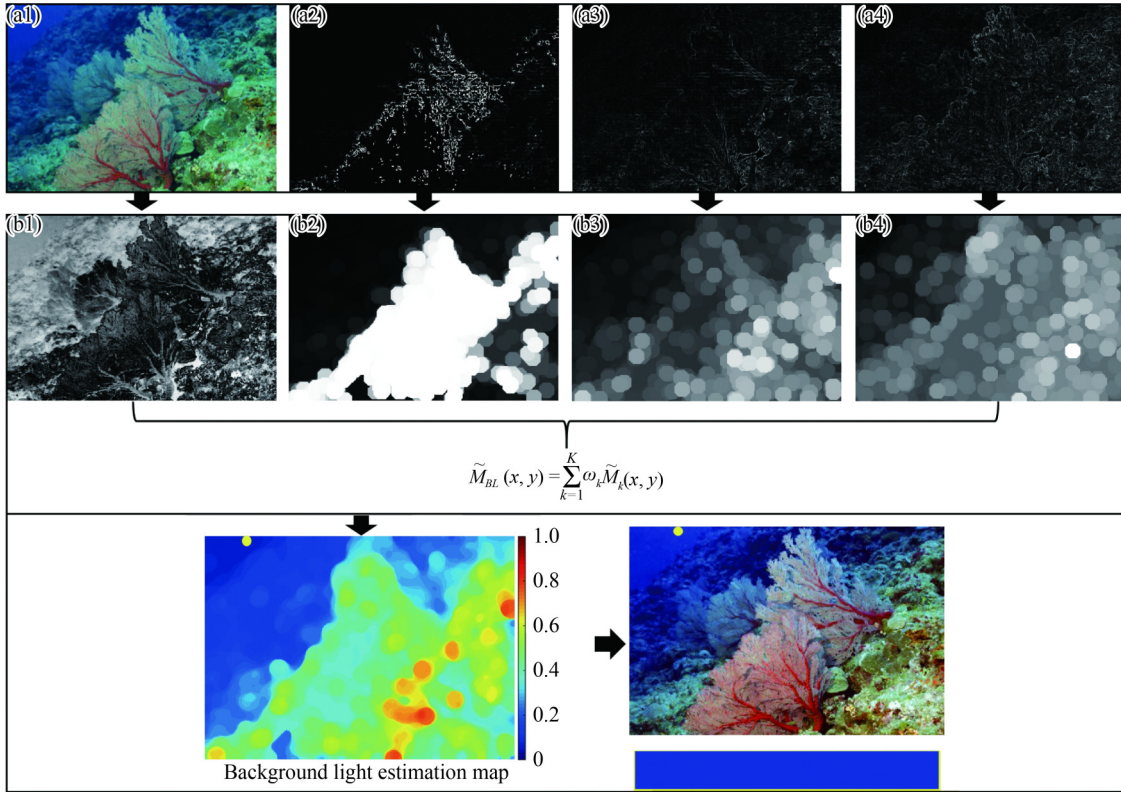 (a1)
(a2)
(a3)
(a4)
(b1)
(b2)
(b3)
(b4)
M̃_BL (x, y) = ∑_{k=1}^{K} ω_k M̃_k(x, y)
1.0
0.8
0.6
0.4
0.2
0
Background light estimation map